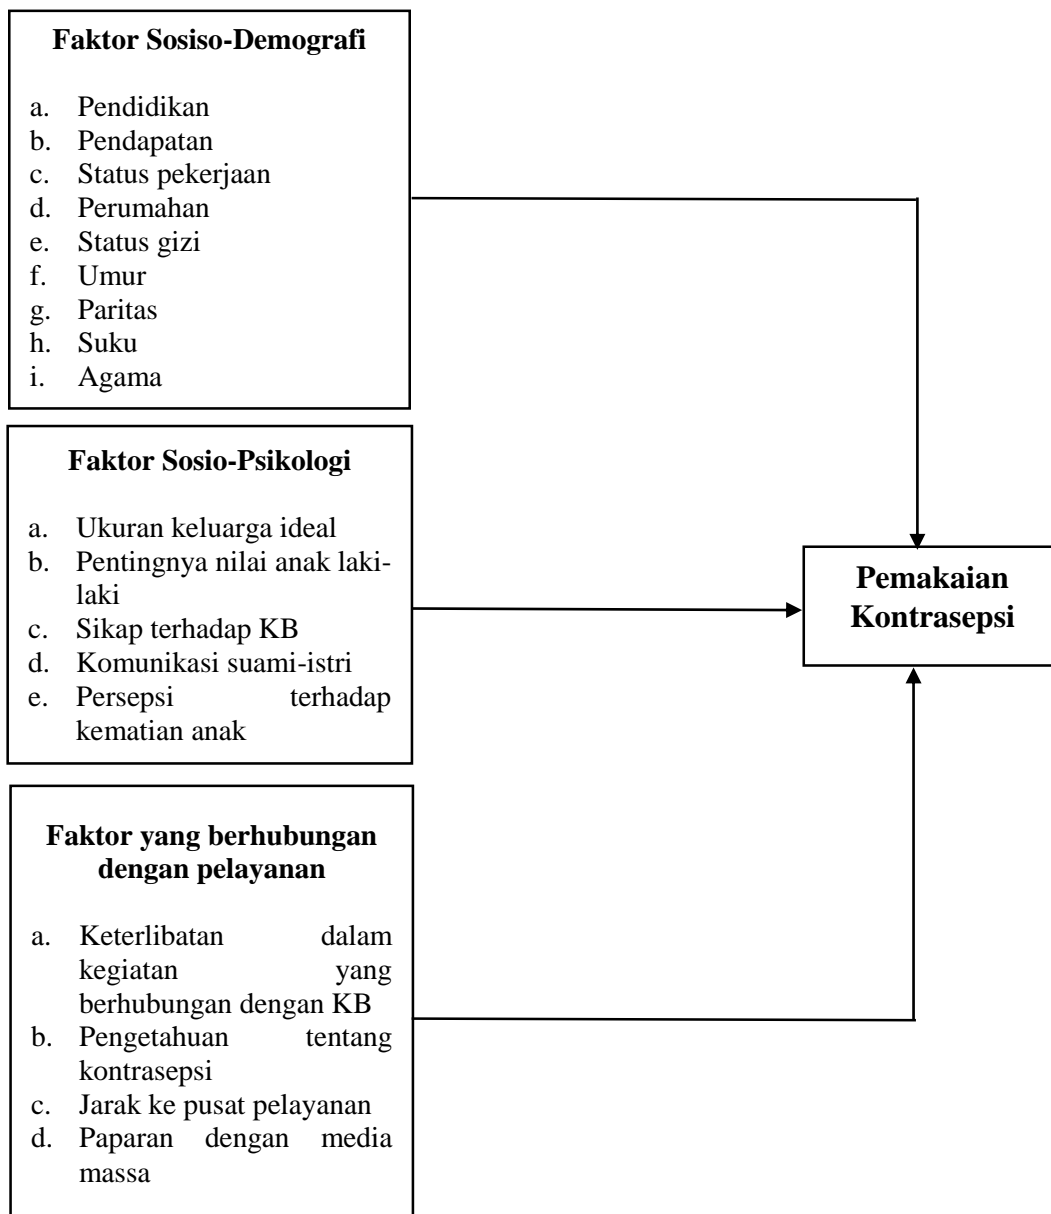 Faktor Sosiso-Demografi
a. Pendidikan
b. Pendapatan
c. Status pekerjaan
d. Perumahan
e. Status gizi
f. Umur
g. Paritas
h. Suku
i. Agama
Faktor Sosio-Psikologi
a. Ukuran keluarga ideal
b. Pentingnya nilai anak laki-
laki
c. Sikap terhadap KB
d. Komunikasi suami-istri
e. Persepsi terhadap
kematian anak
Faktor yang berhubungan
dengan pelayanan
a. Keterlibatan dalam
kegiatan yang
berhubungan dengan KB
b. Pengetahuan tentang
kontrasepsi
c. Jarak ke pusat pelayanan
d. Paparan dengan media
massa
Pemakaian
Kontrasepsi